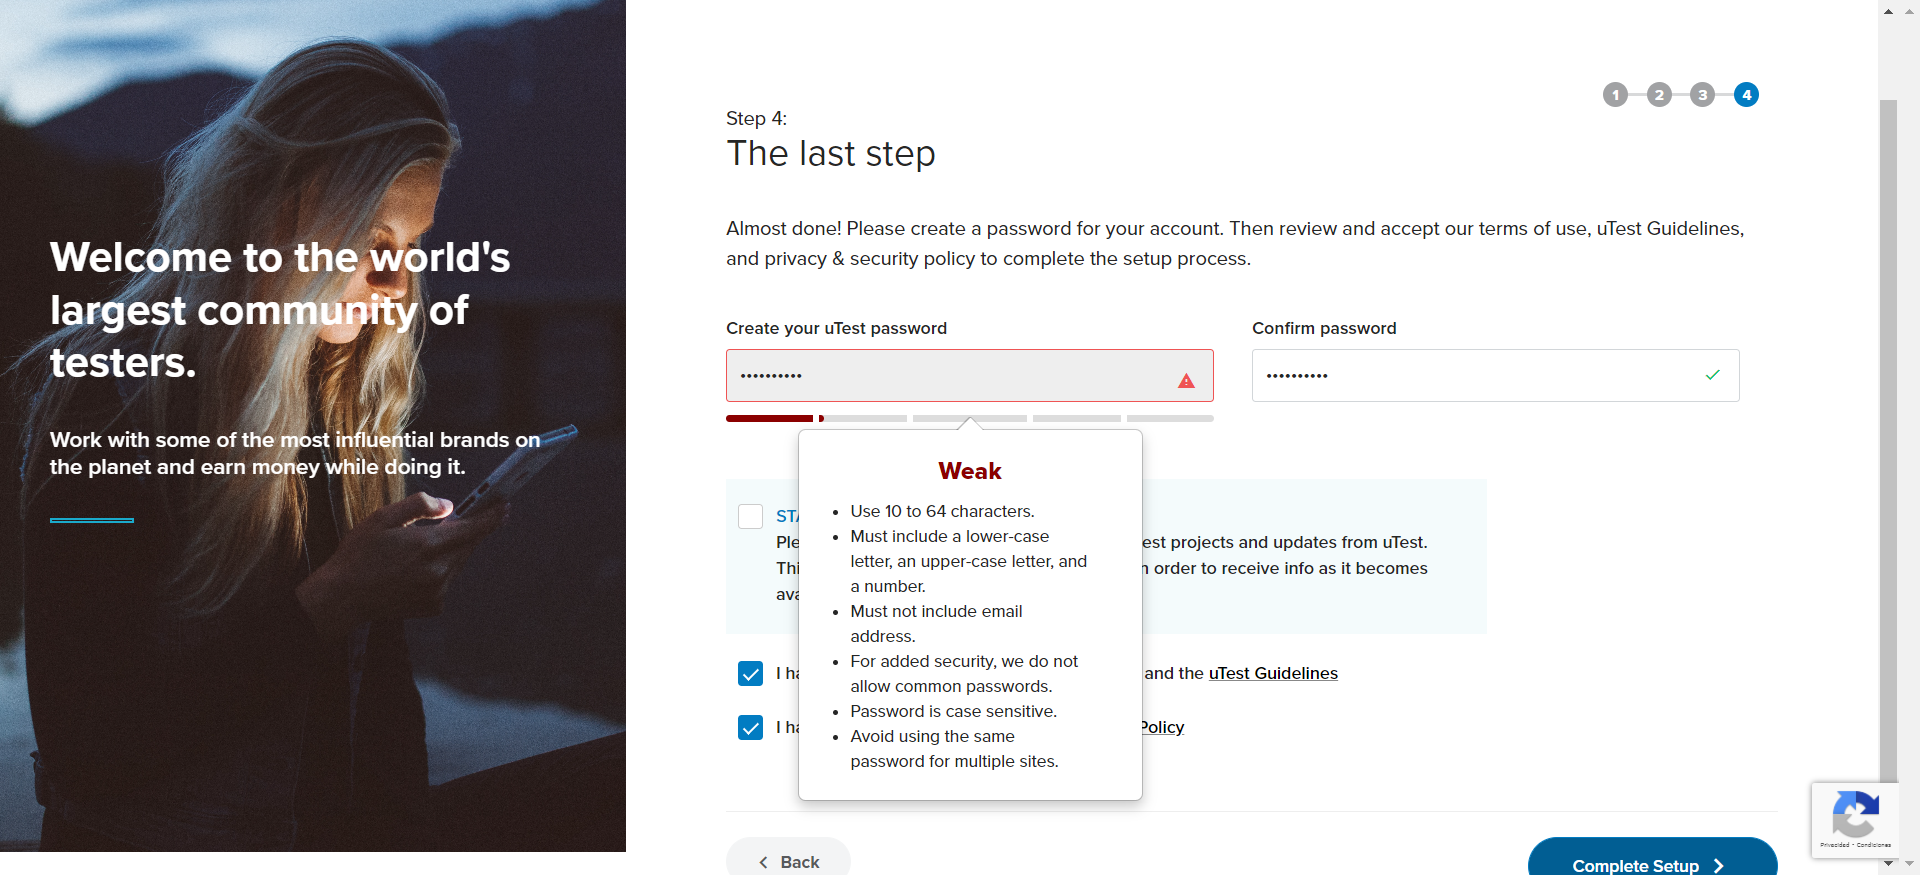 Welcome to the world's
largest community of
testers.
Work with some of the most influential brands on
the planet and earn money while doing it.
1 2 3 4
Step 4:
The last step
Almost done! Please create a password for your account. Then review and accept our terms of use, uTest Guidelines,
and privacy & security policy to complete the setup process.
Create your uTest password
Confirm password
••••••••••
••••••••••
Weak
• Use 10 to 64 characters.
• Must include a lower-case
letter, an upper-case letter, and
a number.
• Must not include email
address.
• For added security, we do not
allow common passwords.
• Password is case sensitive.
• Avoid using the same
password for multiple sites.
STA
Ple est projects and updates from uTest.
Thi n order to receive info as it becomes
ava
I ha and the uTest Guidelines
I ha Policy
Back
Complete Setup
Privacidad - Condiciones